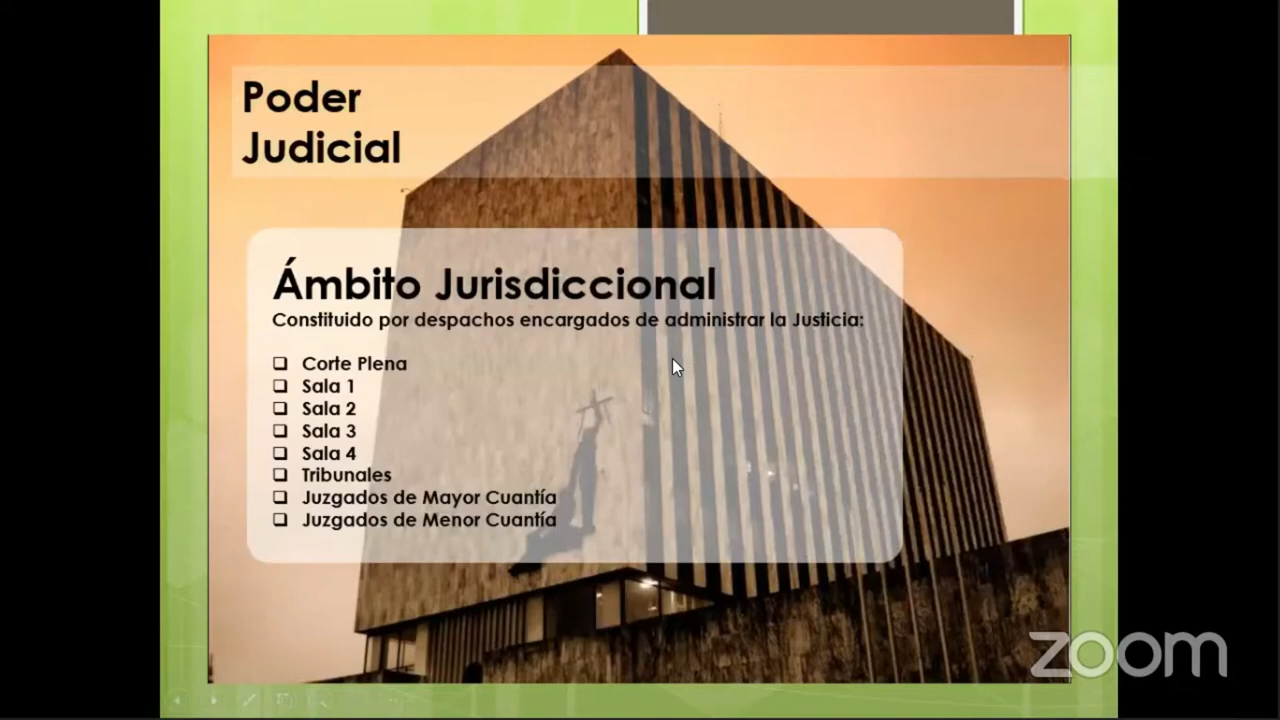 Poder
Judicial
Ámbito Jurisdiccional
Constituido por despachos encargados de administrar la Justicia:
Corte Plena
Sala 1
Sala 2
Sala 3
Sala 4
Tribunales
Juzgados de Mayor Cuantía
Juzgados de Menor Cuantía
zoom